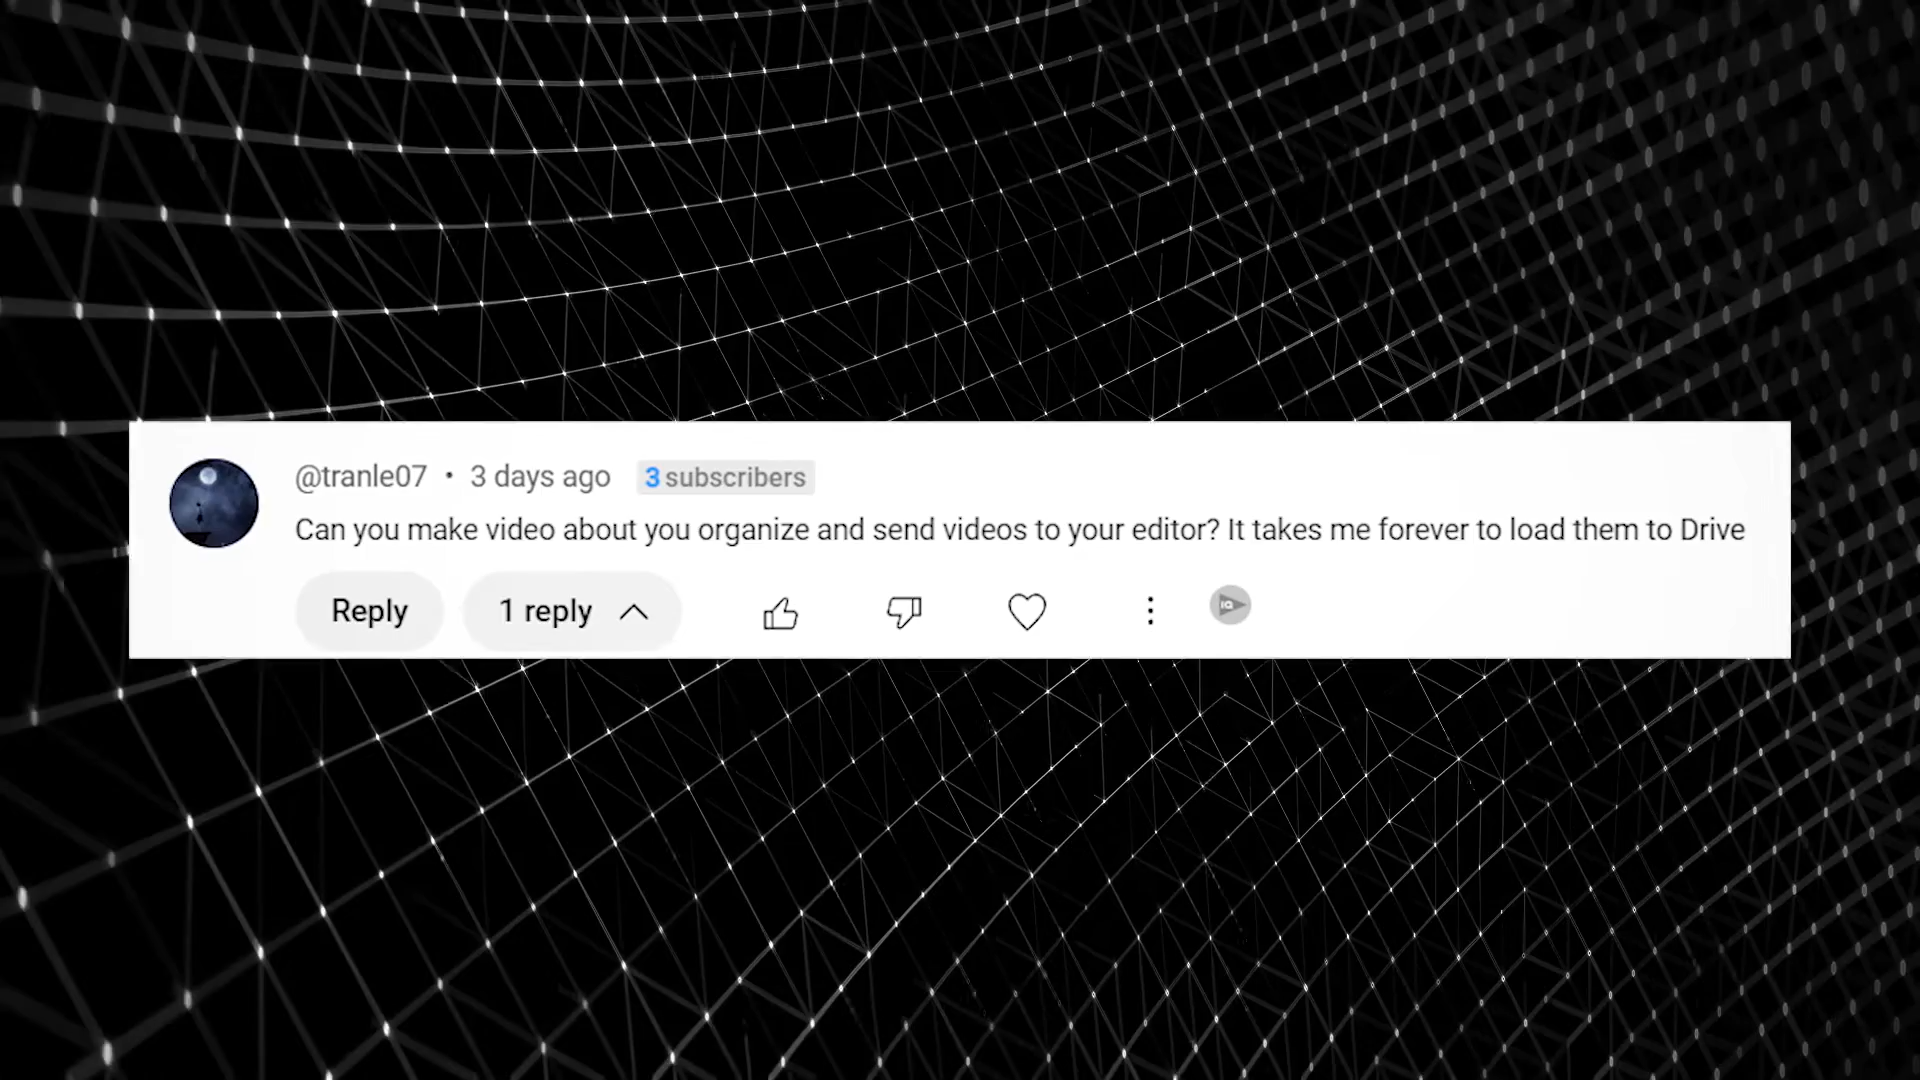 @tranle07 • 3 days ago 3 subscribers
Can you make video about you organize and send videos to your editor? It takes me forever to load them to Drive
Reply 1 reply IQ